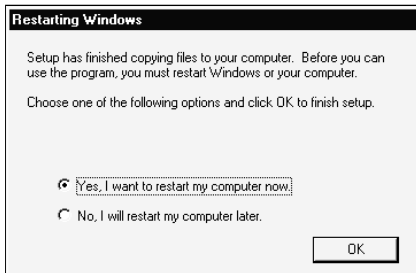 Restarting Windows
Setup has finished copying files to your computer. Before you can
use the program, you must restart Windows or your computer.
Choose one of the following options and click OK to finish setup.
Yes, I want to restart my computer now.
No, I will restart my computer later.
OK